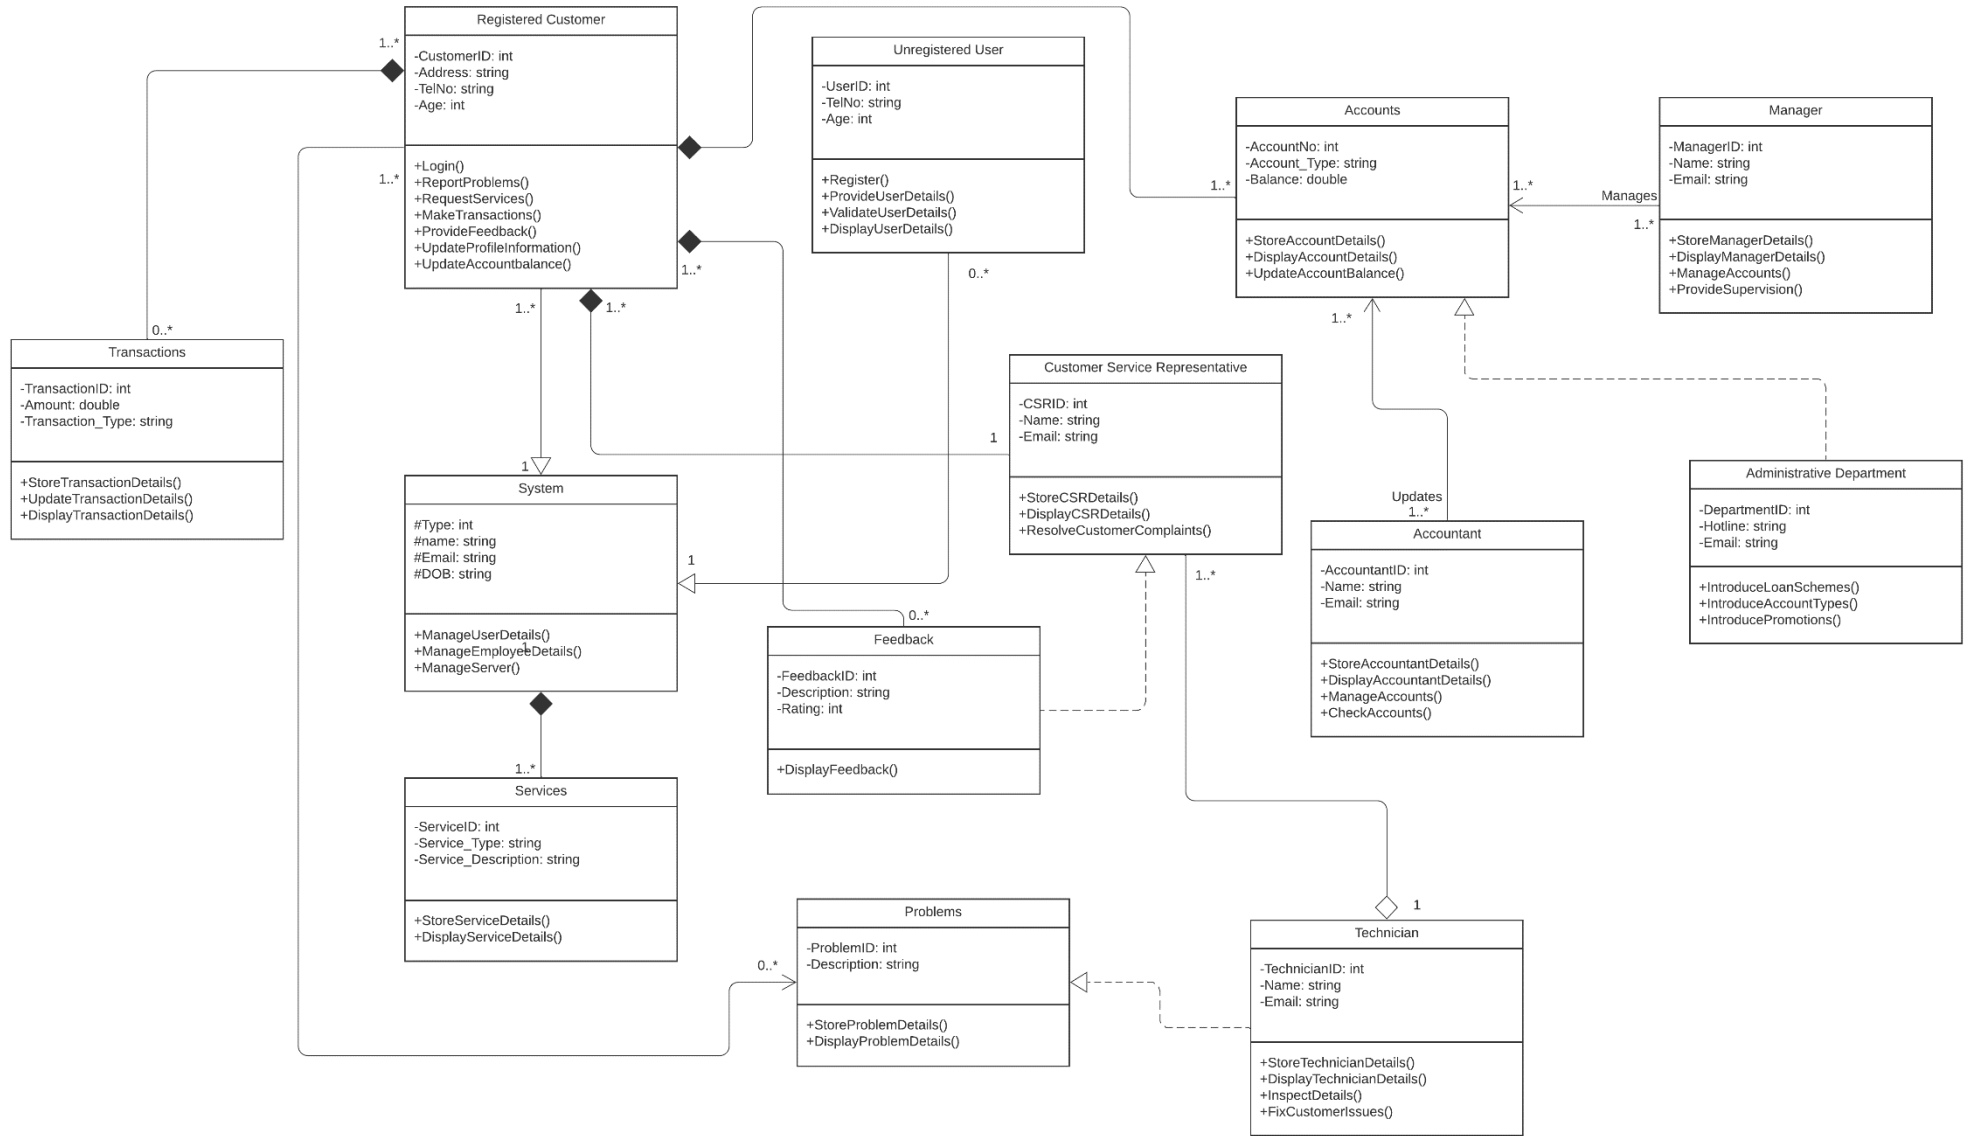 Registered Customer
-CustomerID: int
-Address: string
-TelNo: string
-Age: int
+Login()
+ReportProblems()
+RequestServices()
+MakeTransactions()
+ProvideFeedback()
+UpdateProfileInformation()
+UpdateAccountbalance()
1..*
1..*
1..*
1..*
1..*
Unregistered User
-UserID: int
-TelNo: string
-Age: int
+Register()
+ProvideUserDetails()
+ValidateUserDetails()
+DisplayUserDetails()
0..*
Accounts
-AccountNo: int
-Account_Type: string
-Balance: double
+StoreAccountDetails()
+DisplayAccountDetails()
+UpdateAccountBalance()
1..*
1..*
1..*
Manages
1..*
Manager
-ManagerID: int
-Name: string
-Email: string
+StoreManagerDetails()
+DisplayManagerDetails()
+ManageAccounts()
+ProvideSupervision()
0..*
Transactions
-TransactionID: int
-Amount: double
-Transaction_Type: string
+StoreTransactionDetails()
+UpdateTransactionDetails()
+DisplayTransactionDetails()
Customer Service Representative
-CSRID: int
-Name: string
-Email: string
+StoreCSRDetails()
+DisplayCSRDetails()
+ResolveCustomerComplaints()
1
1..*
1
System
#Type: int
#name: string
#Email: string
#DOB: string
+ManageUserDetails()
+ManageEmployeeDetails()
+ManageServer()
1
1
Administrative Department
-DepartmentID: int
-Hotline: string
-Email: string
+IntroduceLoanSchemes()
+IntroduceAccountTypes()
+IntroducePromotions()
Updates
1..*
Accountant
-AccountantID: int
-Name: string
-Email: string
+StoreAccountantDetails()
+DisplayAccountantDetails()
+ManageAccounts()
+CheckAccounts()
0..*
Feedback
-FeedbackID: int
-Description: string
-Rating: int
+DisplayFeedback()
1..*
Services
-ServiceID: int
-Service_Type: string
-Service_Description: string
+StoreServiceDetails()
+DisplayServiceDetails()
0..*
Problems
-ProblemID: int
-Description: string
+StoreProblemDetails()
+DisplayProblemDetails()
1
Technician
-TechnicianID: int
-Name: string
-Email: string
+StoreTechnicianDetails()
+DisplayTechnicianDetails()
+InspectDetails()
+FixCustomerIssues()